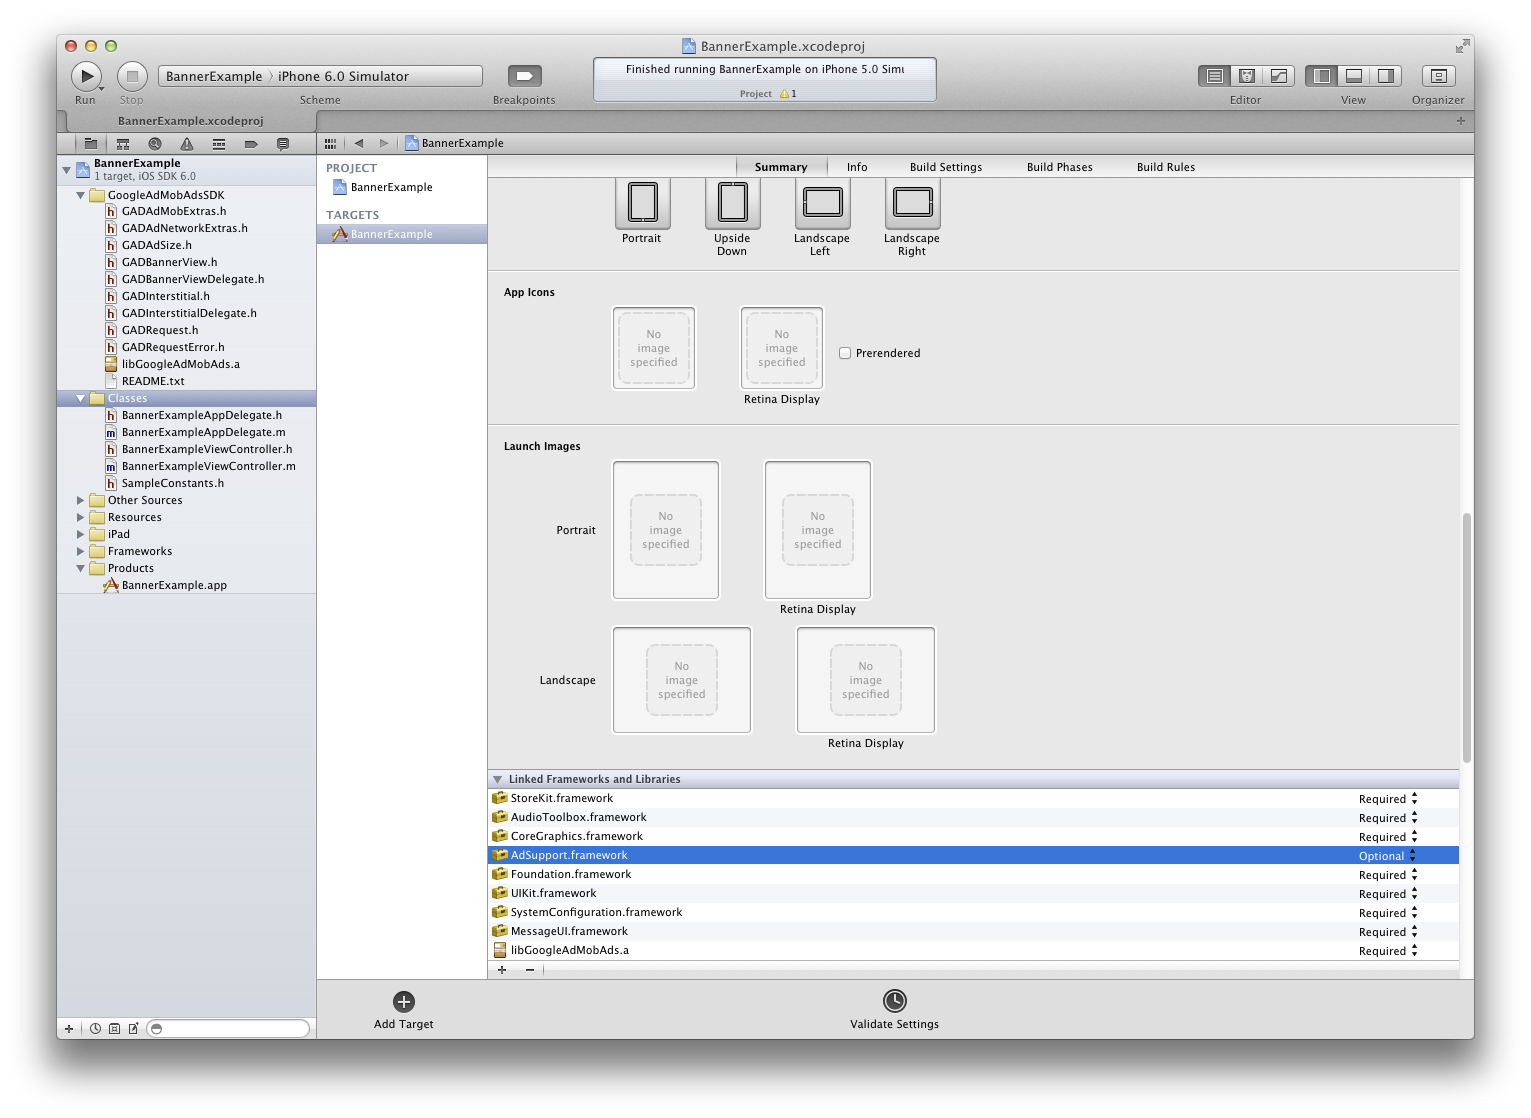 BannerExample.xcodeproj
BannerExample 〉 iPhone 6.0 Simulator
Finished running BannerExample on iPhone 5.0 Simu
Project 1
Run
Stop
Scheme
Breakpoints
Editor
View
Organizer
BannerExample.xcodeproj
BannerExample
BannerExample
1 target, iOS SDK 6.0
GoogleAdMobAdsSDK
GADAdMobExtras.h
GADAdNetworkExtras.h
GADAdSize.h
GADBannerView.h
GADBannerViewDelegate.h
GADInterstitial.h
GADInterstitialDelegate.h
GADRequest.h
GADRequestError.h
libGoogleAdMobAds.a
README.txt
Classes
BannerExampleAppDelegate.h
BannerExampleAppDelegate.m
BannerExampleViewController.h
BannerExampleViewController.m
SampleConstants.h
Other Sources
Resources
iPad
Frameworks
Products
BannerExample.app
PROJECT
BannerExample
TARGETS
BannerExample
Summary
Info
Build Settings
Build Phases
Build Rules
Portrait
Upside
Down
Landscape
Left
Landscape
Right
App Icons
No
image
specified
No
image
specified
Prerendered
Retina Display
Launch Images
Portrait
No
image
specified
No
image
specified
Retina Display
Landscape
No
image
specified
No
image
specified
Retina Display
Linked Frameworks and Libraries
StoreKit.framework Required
AudioToolbox.framework Required
CoreGraphics.framework Required
AdSupport.framework Optional
Foundation.framework Required
UIKit.framework Required
SystemConfiguration.framework Required
MessageUI.framework Required
libGoogleAdMobAds.a Required
Add Target
Validate Settings